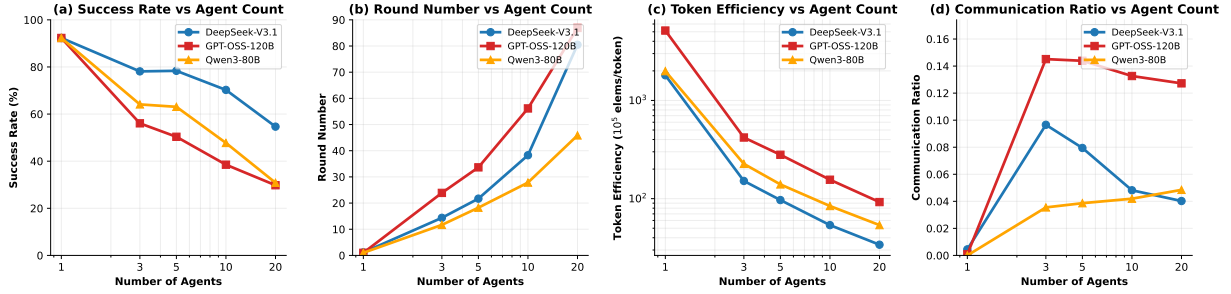 (a) Success Rate vs Agent Count
Success Rate (%)
100
80
60
40
20
0
DeepSeek-V3.1
GPT-OSS-120B
Qwen3-80B
1
3
5
10
20
Number of Agents
(b) Round Number vs Agent Count
Round Number
90
80
70
60
50
40
30
20
10
0
DeepSeek-V3.1
GPT-OSS-120B
Qwen3-80B
1
3
5
10
20
Number of Agents
(c) Token Efficiency vs Agent Count
Token Efficiency (10⁵ elems/token)
10³
10²
DeepSeek-V3.1
GPT-OSS-120B
Qwen3-80B
1
3
5
10
20
Number of Agents
(d) Communication Ratio vs Agent Count
Communication Ratio
0.16
0.14
0.12
0.10
0.08
0.06
0.04
0.02
0.00
DeepSeek-V3.1
GPT-OSS-120B
Qwen3-80B
1
3
5
10
20
Number of Agents